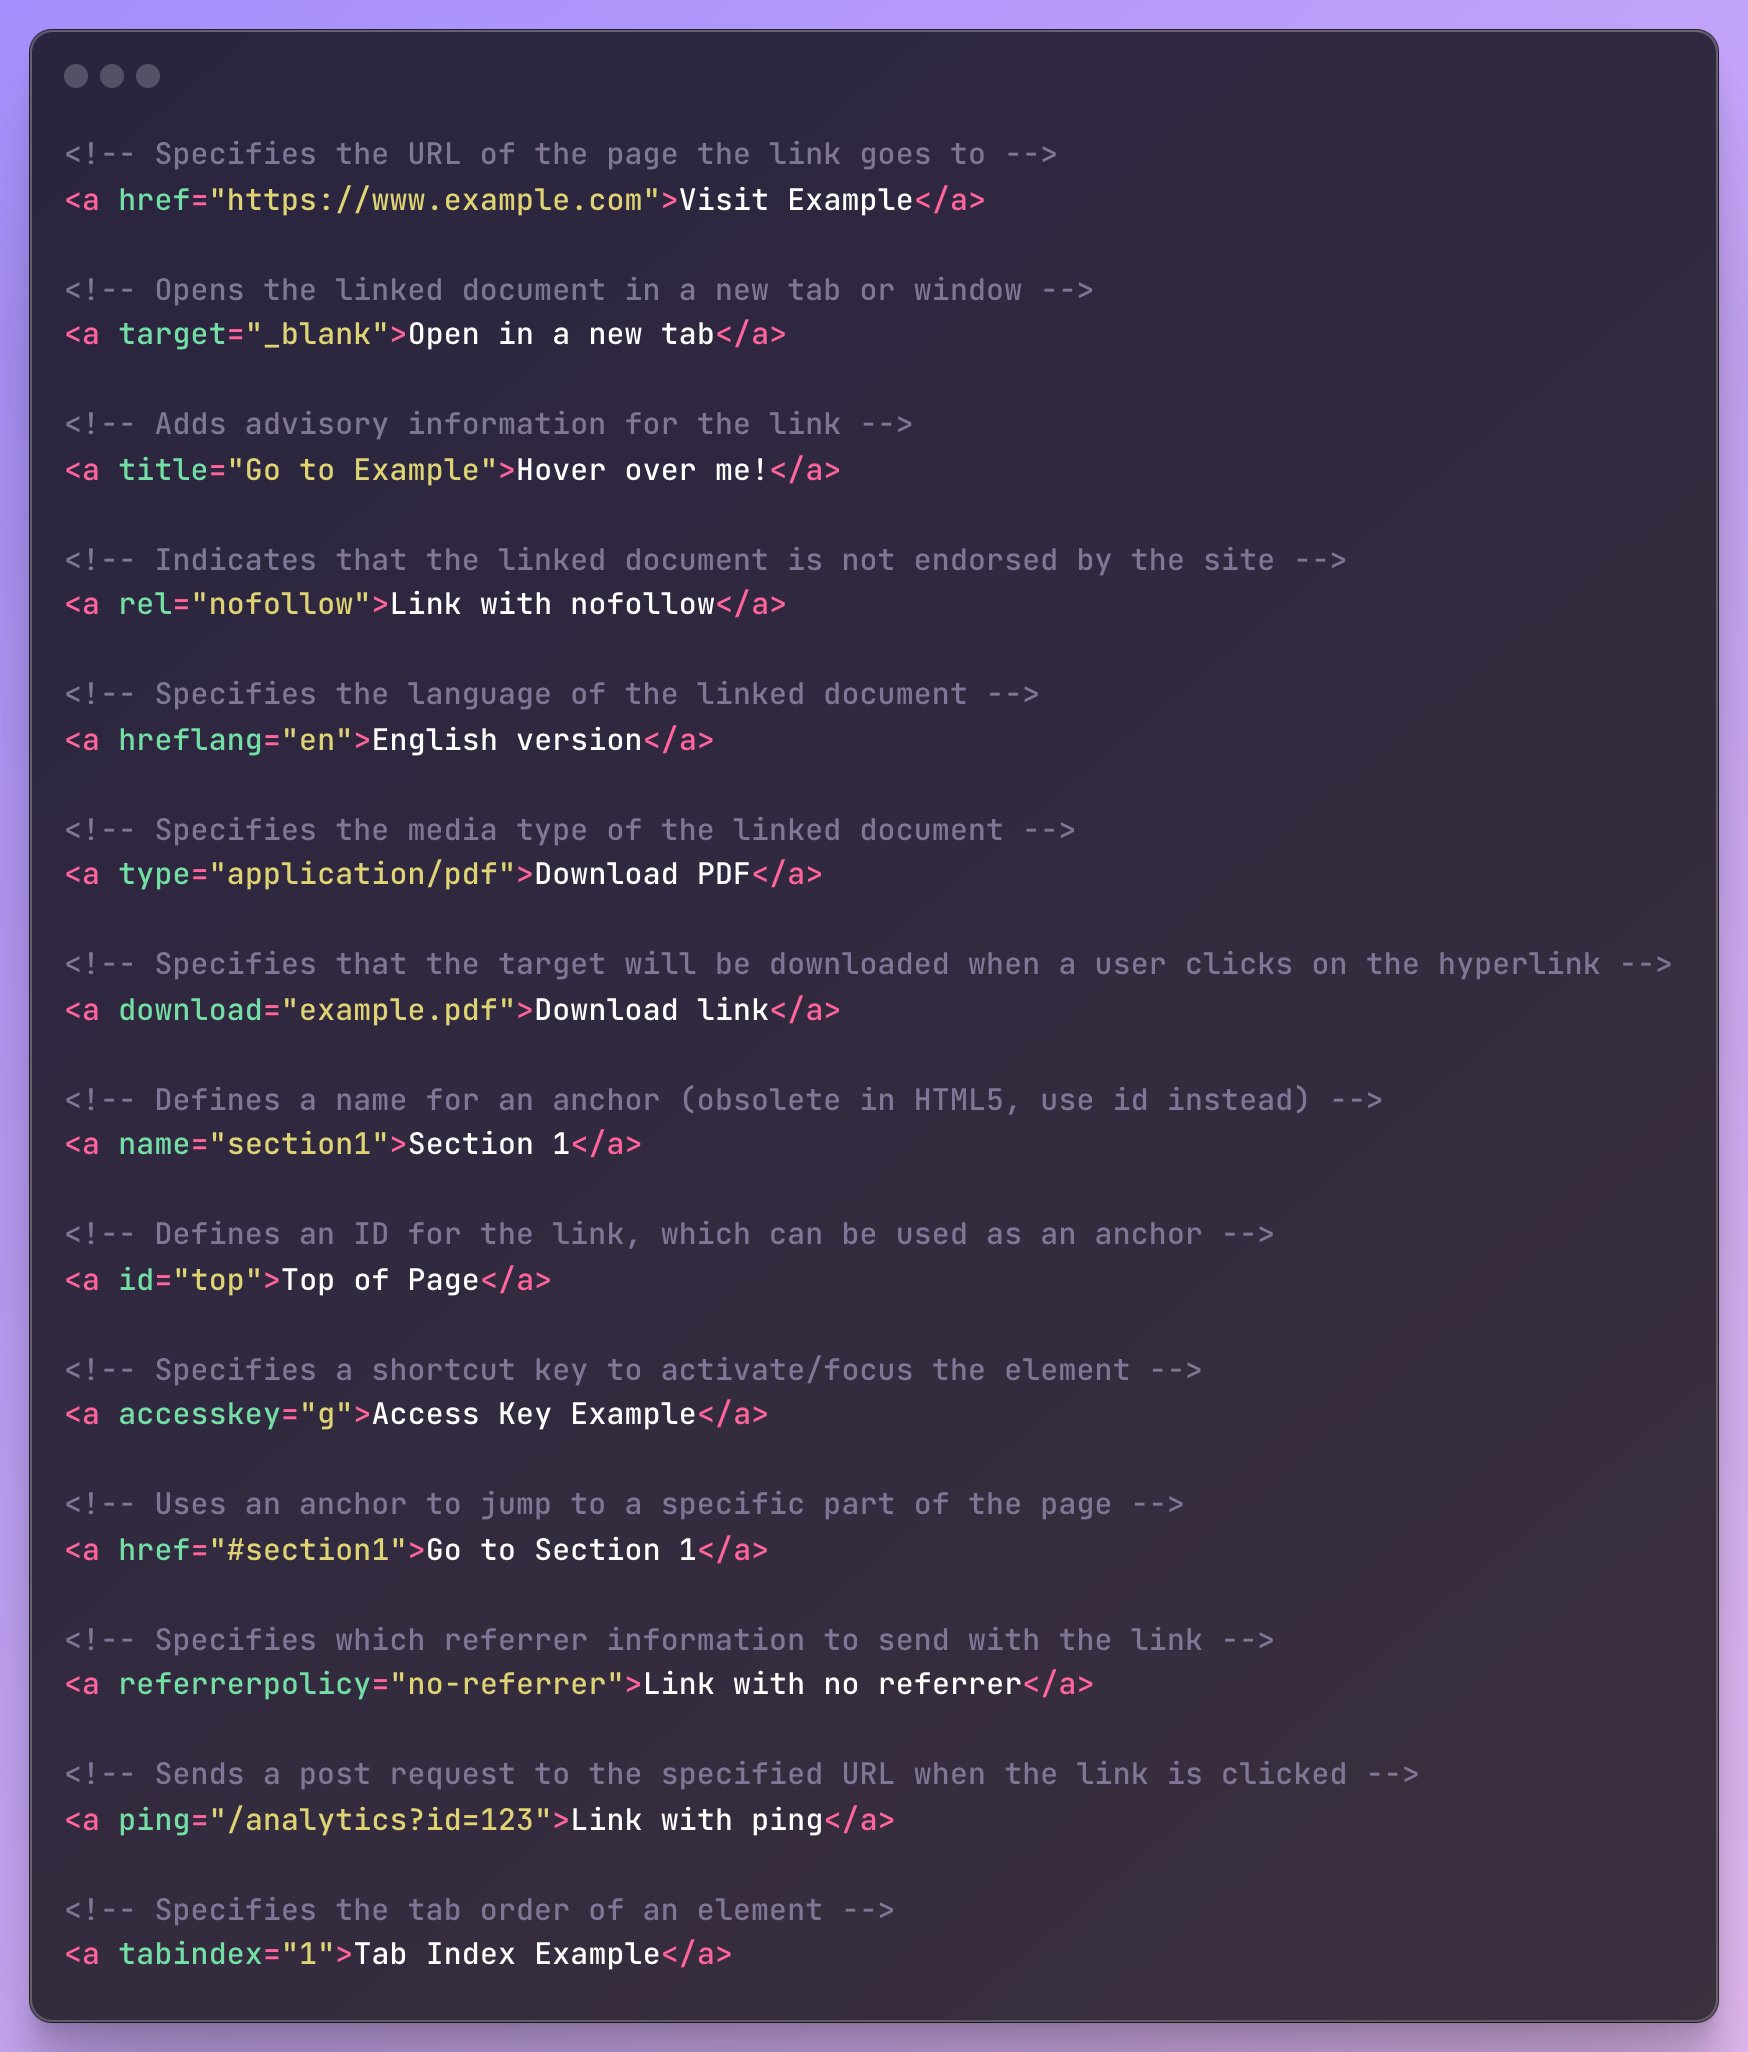 <!-- Specifies the URL of the page the link goes to -->
<a href="https://www.example.com">Visit Example</a>
<!-- Opens the linked document in a new tab or window -->
<a target="_blank">Open in a new tab</a>
<!-- Adds advisory information for the link -->
<a title="Go to Example">Hover over me!</a>
<!-- Indicates that the linked document is not endorsed by the site -->
<a rel="nofollow">Link with nofollow</a>
<!-- Specifies the language of the linked document -->
<a hreflang="en">English version</a>
<!-- Specifies the media type of the linked document -->
<a type="application/pdf">Download PDF</a>
<!-- Specifies that the target will be downloaded when a user clicks on the hyperlink -->
<a download="example.pdf">Download link</a>
<!-- Defines a name for an anchor (obsolete in HTML5, use id instead) -->
<a name="section1">Section 1</a>
<!-- Defines an ID for the link, which can be used as an anchor -->
<a id="top">Top of Page</a>
<!-- Specifies a shortcut key to activate/focus the element -->
<a accesskey="g">Access Key Example</a>
<!-- Uses an anchor to jump to a specific part of the page -->
<a href="#section1">Go to Section 1</a>
<!-- Specifies which referrer information to send with the link -->
<a referrerpolicy="no-referrer">Link with no referrer</a>
<!-- Sends a post request to the specified URL when the link is clicked -->
<a ping="/analytics?id=123">Link with ping</a>
<!-- Specifies the tab order of an element -->
<a tabindex="1">Tab Index Example</a>